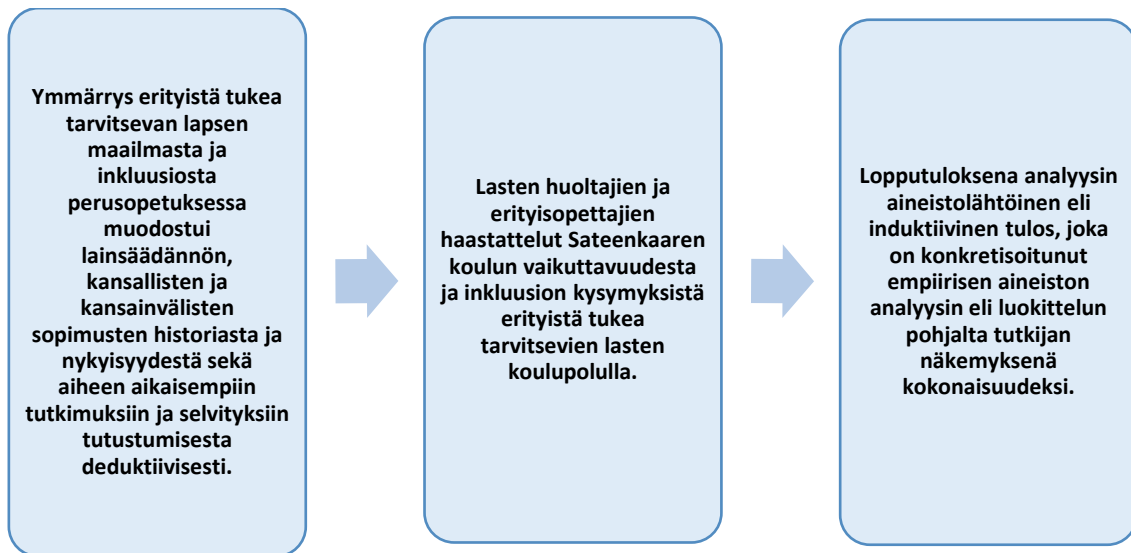 Ymmärrys erityistä tukea
tarvitsevan lapsen
maailmasta ja
inkluusiosta
perusopetuksessa
muodostui
lainsäädännön,
kansallisten ja
kansainvälisten
sopimusten historiasta ja
nykyisyydestä sekä
aiheen aikaisempiin
tutkimuksiin ja selvityksiin
tutustumisesta
deduktiivisesti.
Lasten huoltajien ja
erityisopettajien
haastattelut Sateenkaaren
koulun vaikuttavuudesta
ja inkluusion kysymyksistä
erityistä tukea
tarvitsevien lasten
koulupolulla.
Lopputuloksena analyysin
aineistolähtöinen eli
induktiivinen tulos, joka
on konkretisoitunut
empiirisen aineiston
analyysin eli luokittelun
pohjalta tutkijan
näkemyksenä
kokonaisuudeksi.